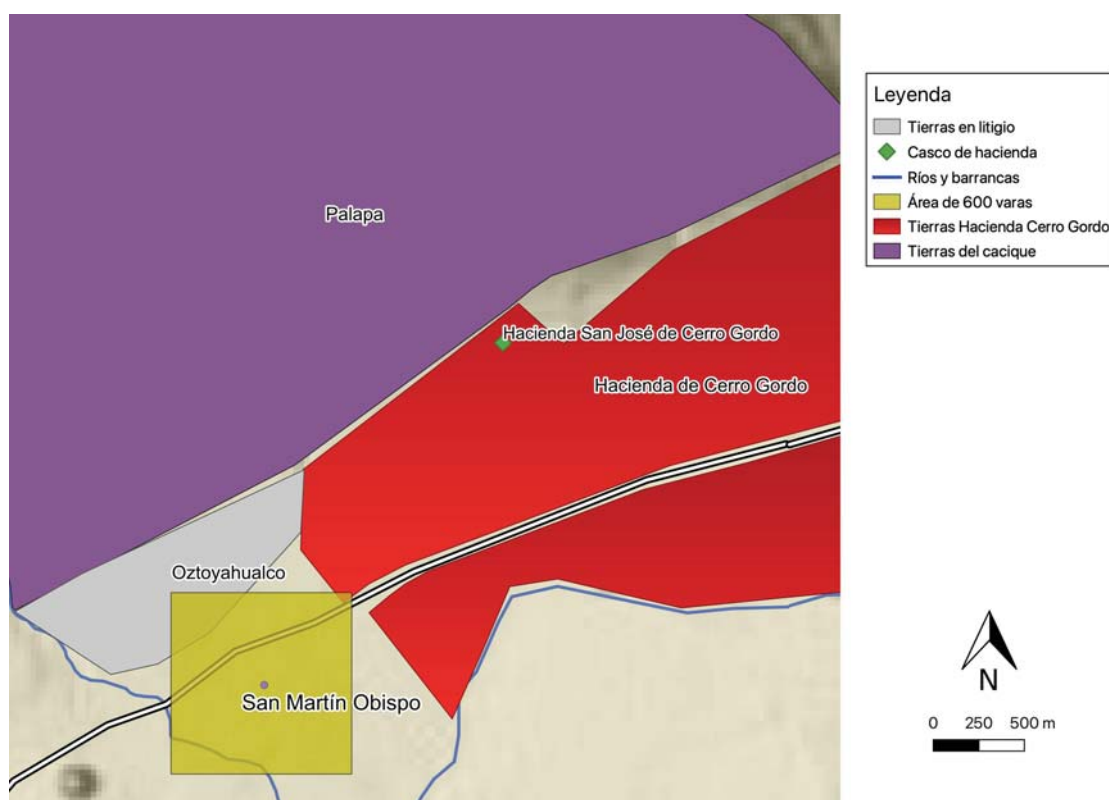 Palapa
Hacienda San José de Cerro Gordo
Hacienda de Cerro Gordo
Oztoyahualco
San Martín Obispo
Leyenda
Tierras en litigio
Casco de hacienda
Ríos y barrancas
Área de 600 varas
Tierras Hacienda Cerro Gordo
Tierras del cacique
N
0 250 500 m